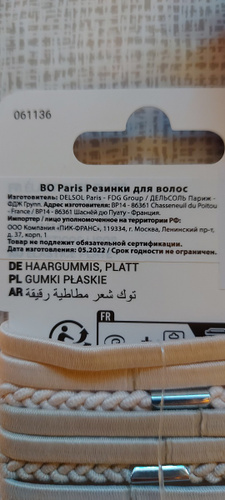 061136
BO Paris Резинки для волос
Изготовитель: DELSOL Paris - FDG Group / ДЕЛЬСОЛЬ Париж -
ФДЖ Групп. Адрес изготовителя: BP14 - 86361 Chasseneuil du Poitou
- France / BP14 - 86361 Шаснёй дю Пуату - Франция.
Импортер / лицо уполномоченное на территории РФ:
ООО Компания «ПИК-ФРАНС», 119334, г. Москва, Ленинский пр-т,
д. 37, корп. 1
Товар не подлежит обязательной сертификации.
Дата изготовления: 05.2022 / Срок годности не ограничен.
DE HAARGUMMIS, PLATT
PL GUMKI PŁASKIE
AR توك شعر مطاطية رقيقة
FR